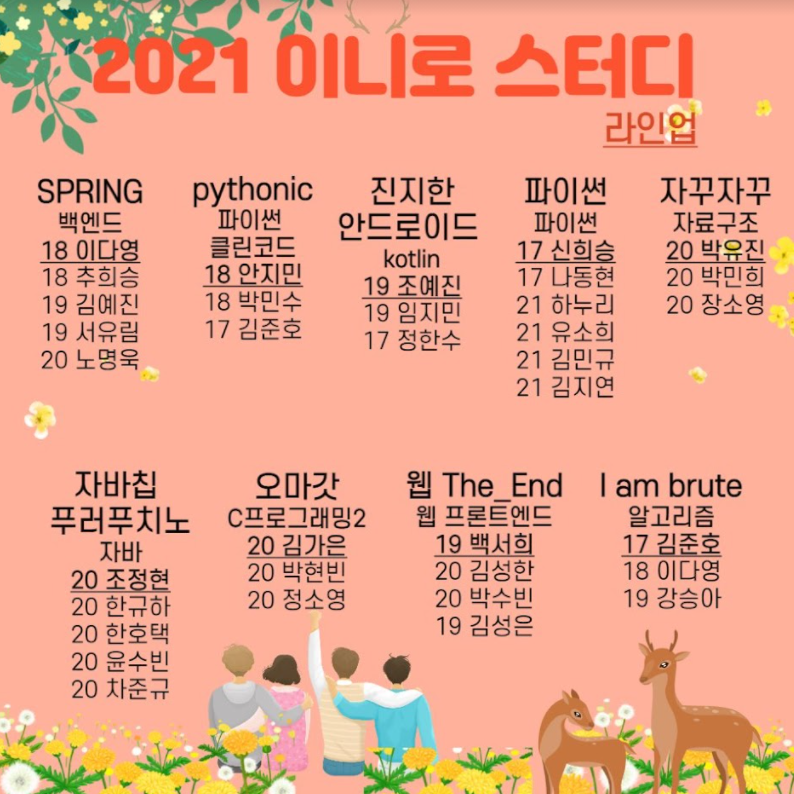 2021 이니로 스터디
라인업
SPRING
백엔드
18 이다영
18 추희승
19 김예진
19 서유림
20 노명욱
pythonic
파이썬
클린코드
18 안지민
18 박민수
17 김준호
진지한
안드로이드
kotlin
19 조예진
19 임지민
17 정한수
파이썬
파이썬
17 신희승
17 나동현
21 하누리
21 유소희
21 김민규
21 김지연
자꾸자꾸
자료구조
20 박유진
20 박민희
20 장소영
자바칩
푸러푸치노
자바
20 조정현
20 한규하
20 한호택
20 윤수빈
20 차준규
오마갓
C프로그래밍2
20 김가은
20 박현빈
20 정소영
웹 The_End
웹 프론트엔드
19 백서희
20 김성한
20 박수빈
19 김성은
I am brute
알고리즘
17 김준호
18 이다영
19 강승아